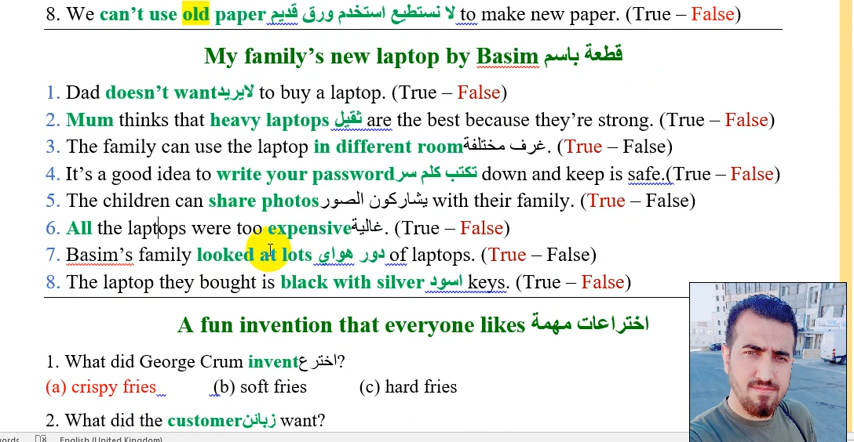 8. We can't use old paper لا نستطيع استخدم ورق قديم to make new paper. (True – False)
My family's new laptop by Basim قطعة باسم
1. Dad doesn't want لايريد to buy a laptop. (True – False)
2. Mum thinks that heavy laptops ثقيل are the best because they're strong. (True – False)
3. The family can use the laptop in different room غرف مختلفة. (True – False)
4. It's a good idea to write your password تكتب كلم سر down and keep is safe.(True – False)
5. The children can share photos يشاركون الصور with their family. (True – False)
6. All the laptops were too expensive غالية. (True – False)
7. Basim's family looked at lots دور هواي of laptops. (True – False)
8. The laptop they bought is black with silver اسود keys. (True – False)
A fun invention that everyone likes اختراعات مهمة
1. What did George Crum invent اخترع?
(a) crispy fries (b) soft fries (c) hard fries
2. What did the customer زبائن want?
words English (United Kingdom)